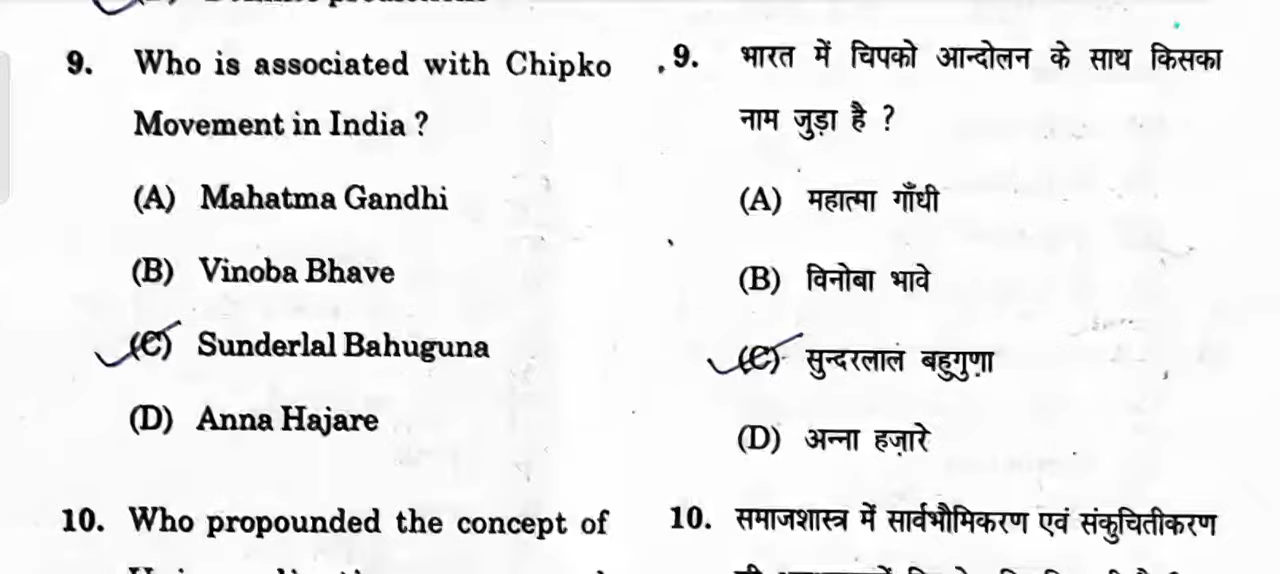 9. Who is associated with Chipko
Movement in India ?
(A) Mahatma Gandhi
(B) Vinoba Bhave
(C) Sunderlal Bahuguna
(D) Anna Hajare
10. Who propounded the concept of
9. भारत में चिपको आन्दोलन के साथ किसका
नाम जुड़ा है ?
(A) महात्मा गाँधी
(B) विनोबा भावे
(C) सुन्दरलाल बहुगुणा
(D) अन्ना हज़ारे
10. समाजशास्त्र में सार्वभौमिकरण एवं संकुचितीकरण